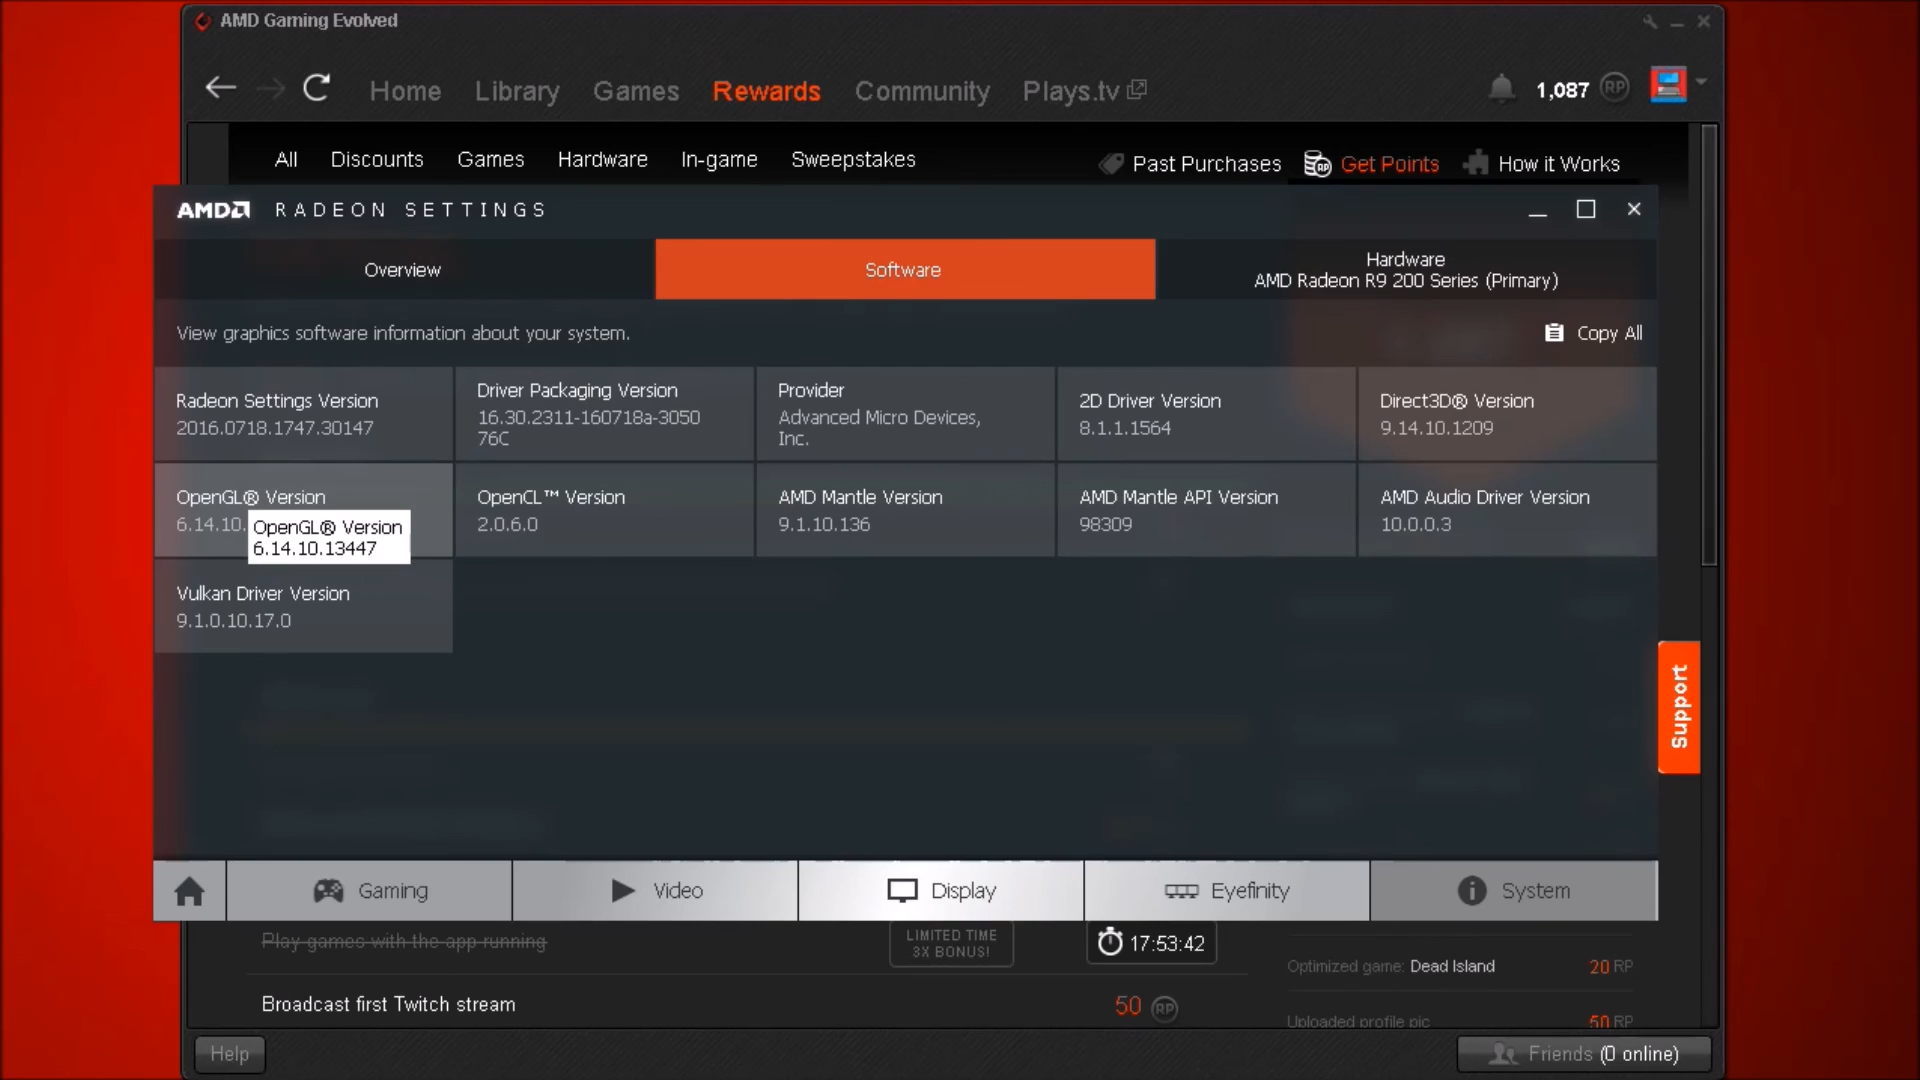 AMD Gaming Evolved
Home Library Games Rewards Community Plays.tv
1,087 RP
All Discounts Games Hardware In-game Sweepstakes
Past Purchases Get Points How it Works
AMD RADEON SETTINGS
Overview
Software
Hardware
AMD Radeon R9 200 Series (Primary)
View graphics software information about your system.
Copy All
Radeon Settings Version
2016.0718.1747.30147
Driver Packaging Version
16.30.2311-160718a-3050
76C
Provider
Advanced Micro Devices,
Inc.
2D Driver Version
8.1.1.1564
Direct3D® Version
9.14.10.1209
OpenGL® Version
6.14.10.
OpenGL® Version
6.14.10.13447
OpenCL™ Version
2.0.6.0
AMD Mantle Version
9.1.10.136
AMD Mantle API Version
98309
AMD Audio Driver Version
10.0.0.3
Vulkan Driver Version
9.1.0.10.17.0
Support
Gaming
Video
Display
Eyefinity
System
Play games with the app running
LIMITED TIME
3X BONUS!
17:53:42
Optimized game: Dead Island 20 RP
Broadcast first Twitch stream 50 RP
Uploaded profile pic 50 RP
Help
Friends (0 online)